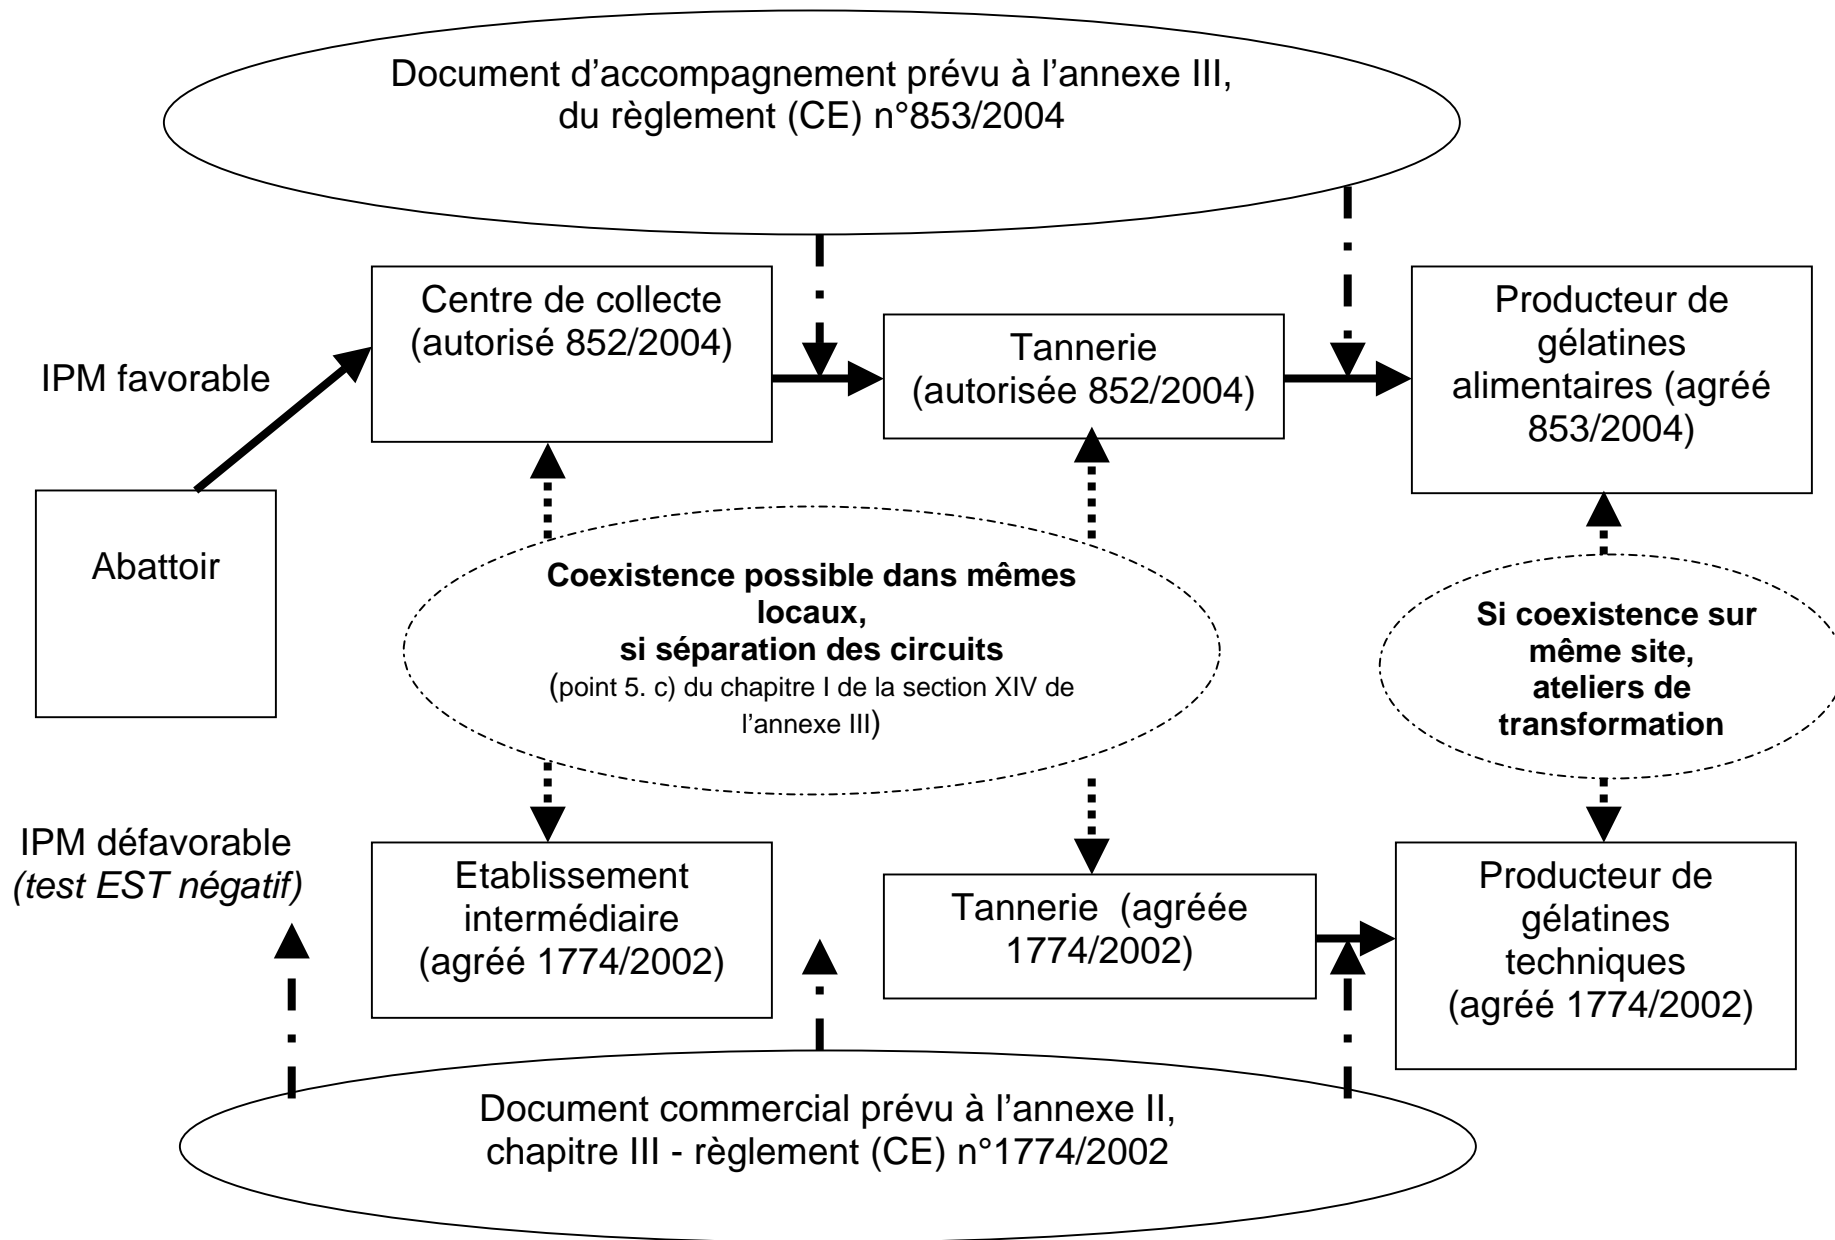 Document d’accompagnement prévu à l’annexe III,
du règlement (CE) n°853/2004
Centre de collecte
(autorisé 852/2004)
Tannerie
(autorisée 852/2004)
Producteur de
gélatines
alimentaires (agréé
853/2004)
IPM favorable
Abattoir
Coexistence possible dans mêmes
locaux,
si séparation des circuits
(point 5. c) du chapitre I de la section XIV de
l’annexe III)
Si coexistence sur
même site,
ateliers de
transformation
IPM défavorable
(test EST négatif)
Etablissement
intermédiaire
(agréé 1774/2002)
Tannerie  (agréée
1774/2002)
Producteur de
gélatines
techniques
(agréé 1774/2002)
Document commercial prévu à l’annexe II,
chapitre III - règlement (CE) n°1774/2002